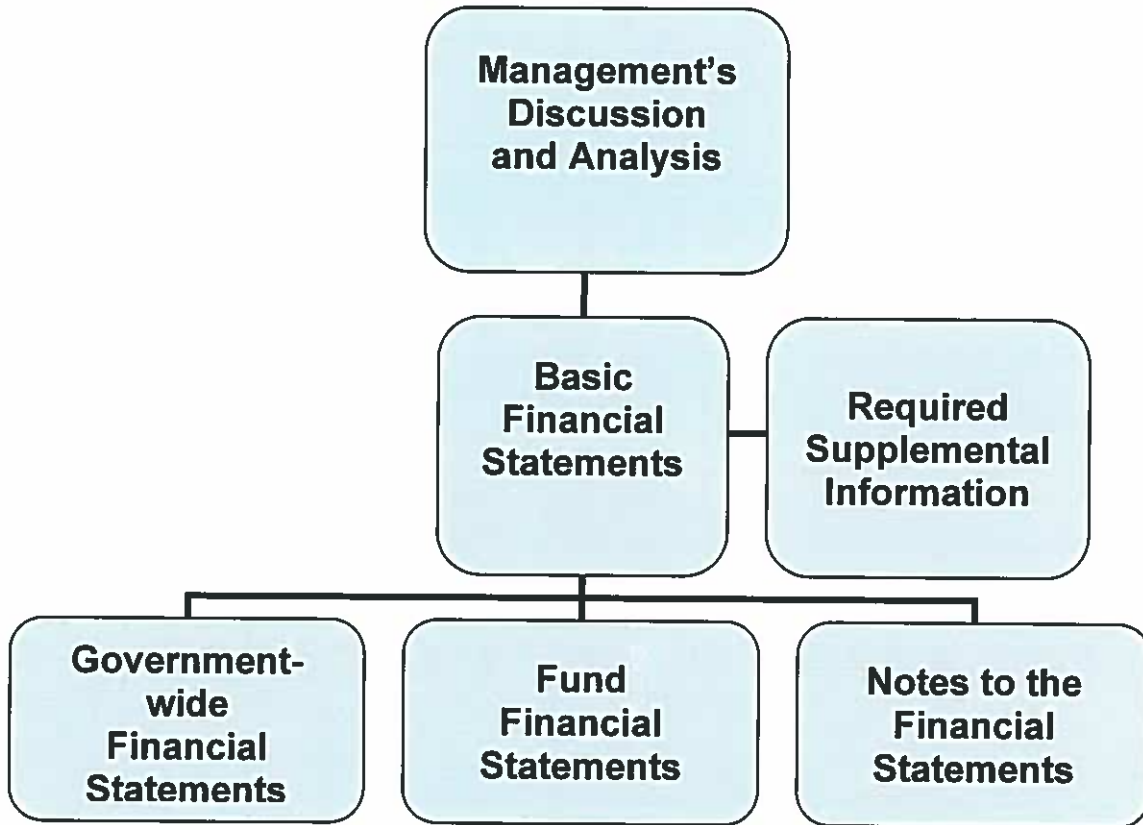 Management's
Discussion
and Analysis
Basic
Financial
Statements
Required
Supplemental
Information
Government-
wide
Financial
Statements
Fund
Financial
Statements
Notes to the
Financial
Statements